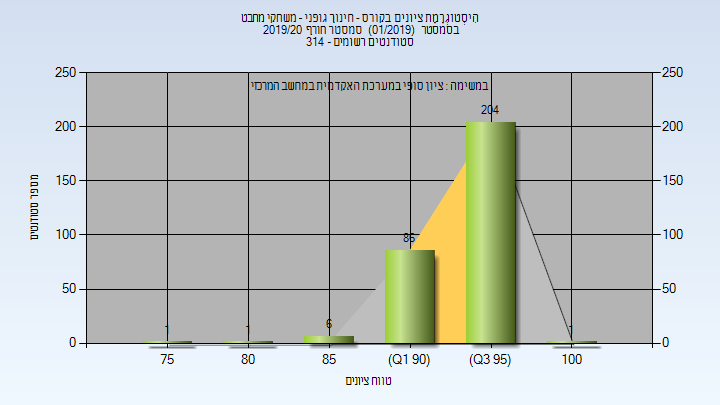 היסטוגרמת ציונים בקורס - חינוך גופני - משחקי מחבט
בסמסטר (01/2019) סמסטר חורף 2019/20
סטודנטים רשומים - 314
במשימה : ציון סופי במערכת האקדמית במחשב המרכזי
250 250
204
200 200
150 150
100 100
86
50 50
1 1 6 1
0 0
75 80 85 (Q1 90) (Q3 95) 100
טווח ציונים
מספר סטודנטים